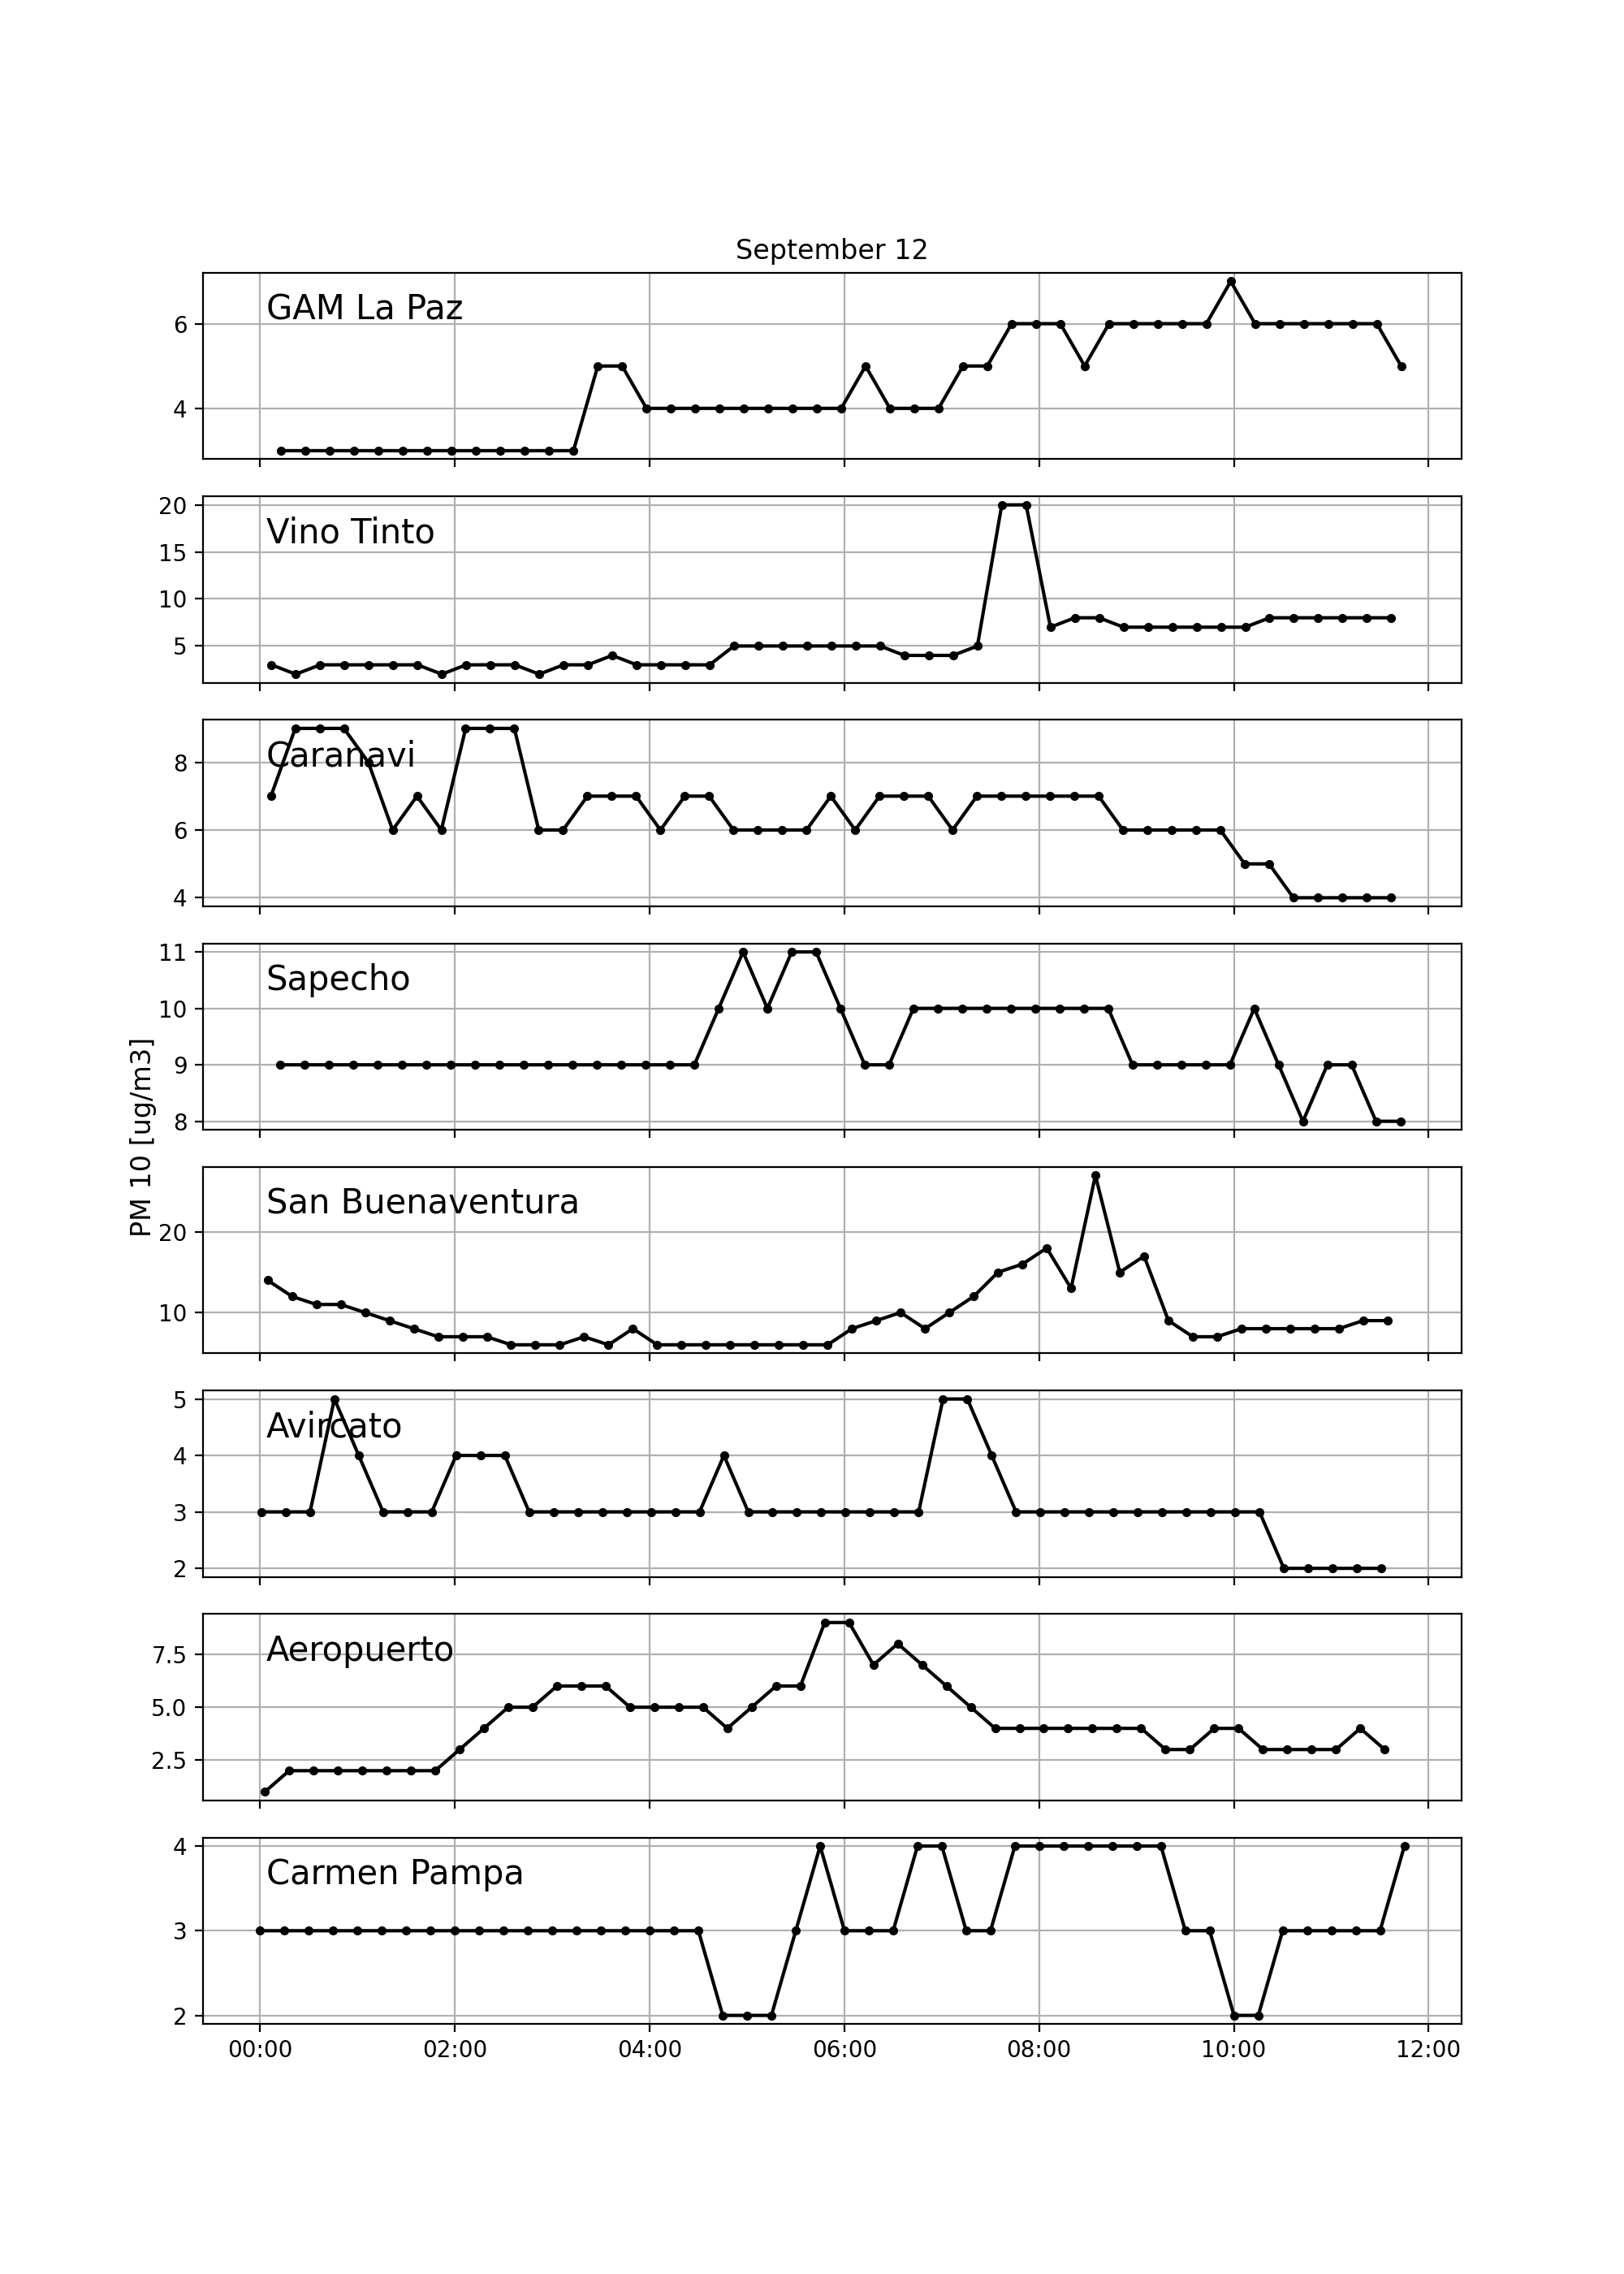 September 12
GAM La Paz
6
4
Vino Tinto
20
15
10
5
Caranavi
8
6
4
Sapecho
11
10
9
8
PM 10 [ug/m3]
San Buenaventura
20
10
Avircato
5
4
3
2
Aeropuerto
7.5
5.0
2.5
Carmen Pampa
4
3
2
00:00 02:00 04:00 06:00 08:00 10:00 12:00